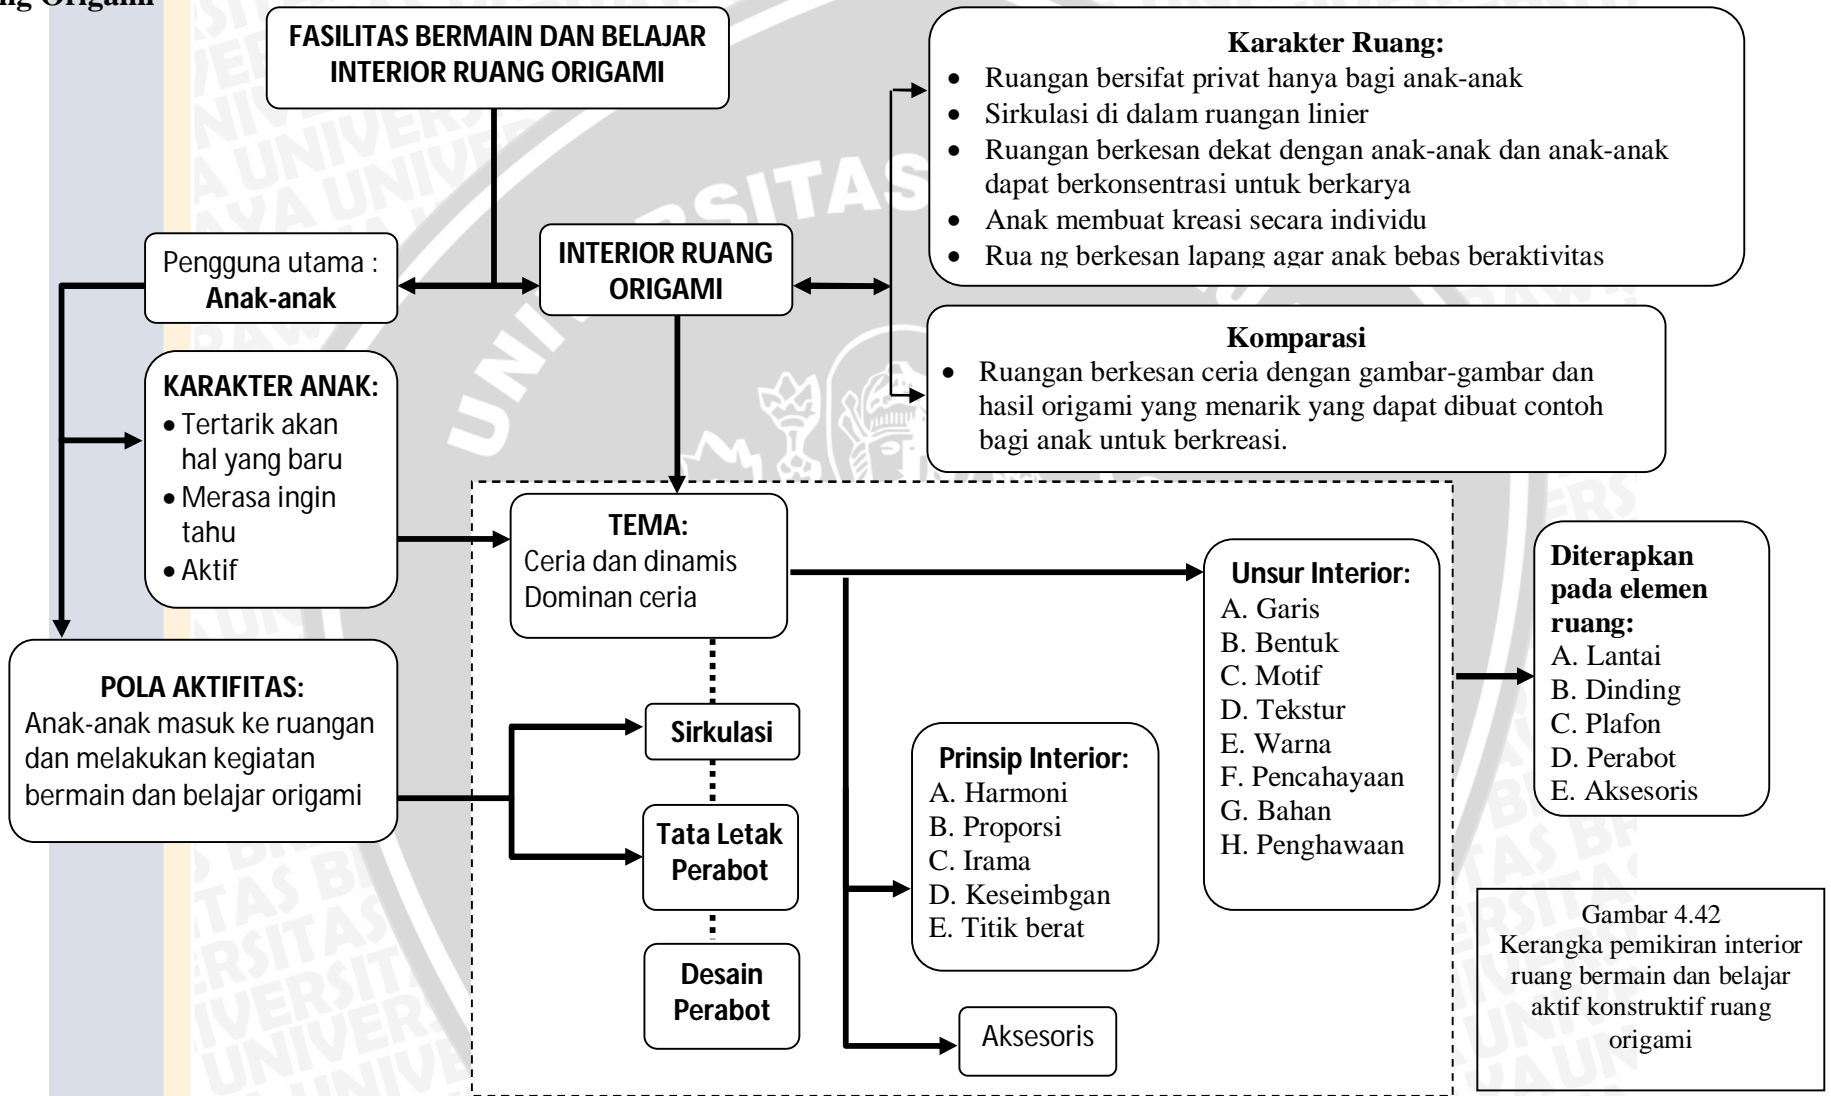 ng Origami
FASILITAS BERMAIN DAN BELAJAR
INTERIOR RUANG ORIGAMI
Karakter Ruang:
• Ruangan bersifat privat hanya bagi anak-anak
• Sirkulasi di dalam ruangan linier
• Ruangan berkesan dekat dengan anak-anak dan anak-anak
dapat berkonsentrasi untuk berkarya
• Anak membuat kreasi secara individu
• Rua ng berkesan lapang agar anak bebas beraktivitas
Pengguna utama :
Anak-anak
INTERIOR RUANG
ORIGAMI
Komparasi
• Ruangan berkesan ceria dengan gambar-gambar dan
hasil origami yang menarik yang dapat dibuat contoh
bagi anak untuk berkreasi.
KARAKTER ANAK:
• Tertarik akan
hal yang baru
• Merasa ingin
tahu
• Aktif
TEMA:
Ceria dan dinamis
Dominan ceria
Unsur Interior:
A. Garis
B. Bentuk
C. Motif
D. Tekstur
E. Warna
F. Pencahayaan
G. Bahan
H. Penghawaan
Diterapkan
pada elemen
ruang:
A. Lantai
B. Dinding
C. Plafon
D. Perabot
E. Aksesoris
POLA AKTIFITAS:
Anak-anak masuk ke ruangan
dan melakukan kegiatan
bermain dan belajar origami
Sirkulasi
Tata Letak
Perabot
Desain
Perabot
Prinsip Interior:
A. Harmoni
B. Proporsi
C. Irama
D. Keseimbgan
E. Titik berat
Aksesoris
Gambar 4.42
Kerangka pemikiran interior
ruang bermain dan belajar
aktif konstruktif ruang
origami